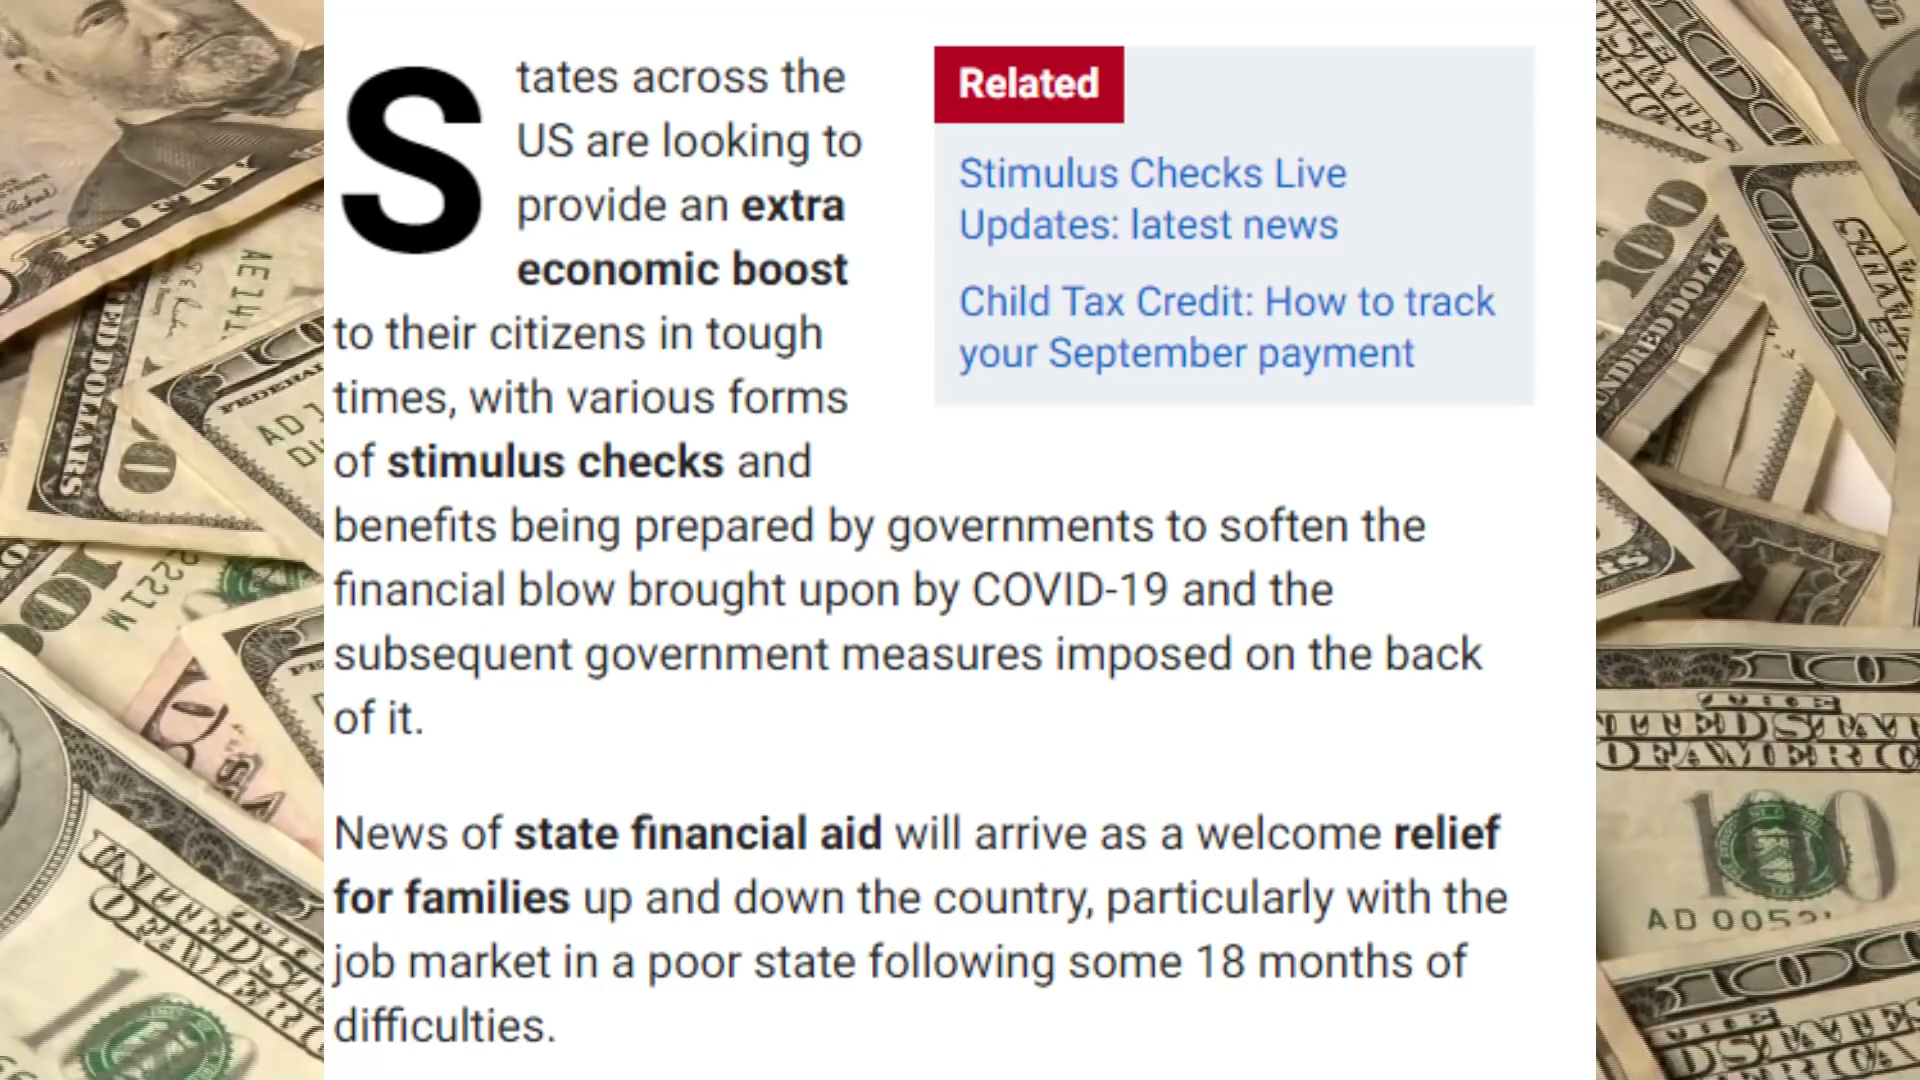 States across the
US are looking to
provide an extra
economic boost
to their citizens in tough
times, with various forms
of stimulus checks and
benefits being prepared by governments to soften the
financial blow brought upon by COVID-19 and the
subsequent government measures imposed on the back
of it.
News of state financial aid will arrive as a welcome relief
for families up and down the country, particularly with the
job market in a poor state following some 18 months of
difficulties.
Related
Stimulus Checks Live
Updates: latest news
Child Tax Credit: How to track
your September payment